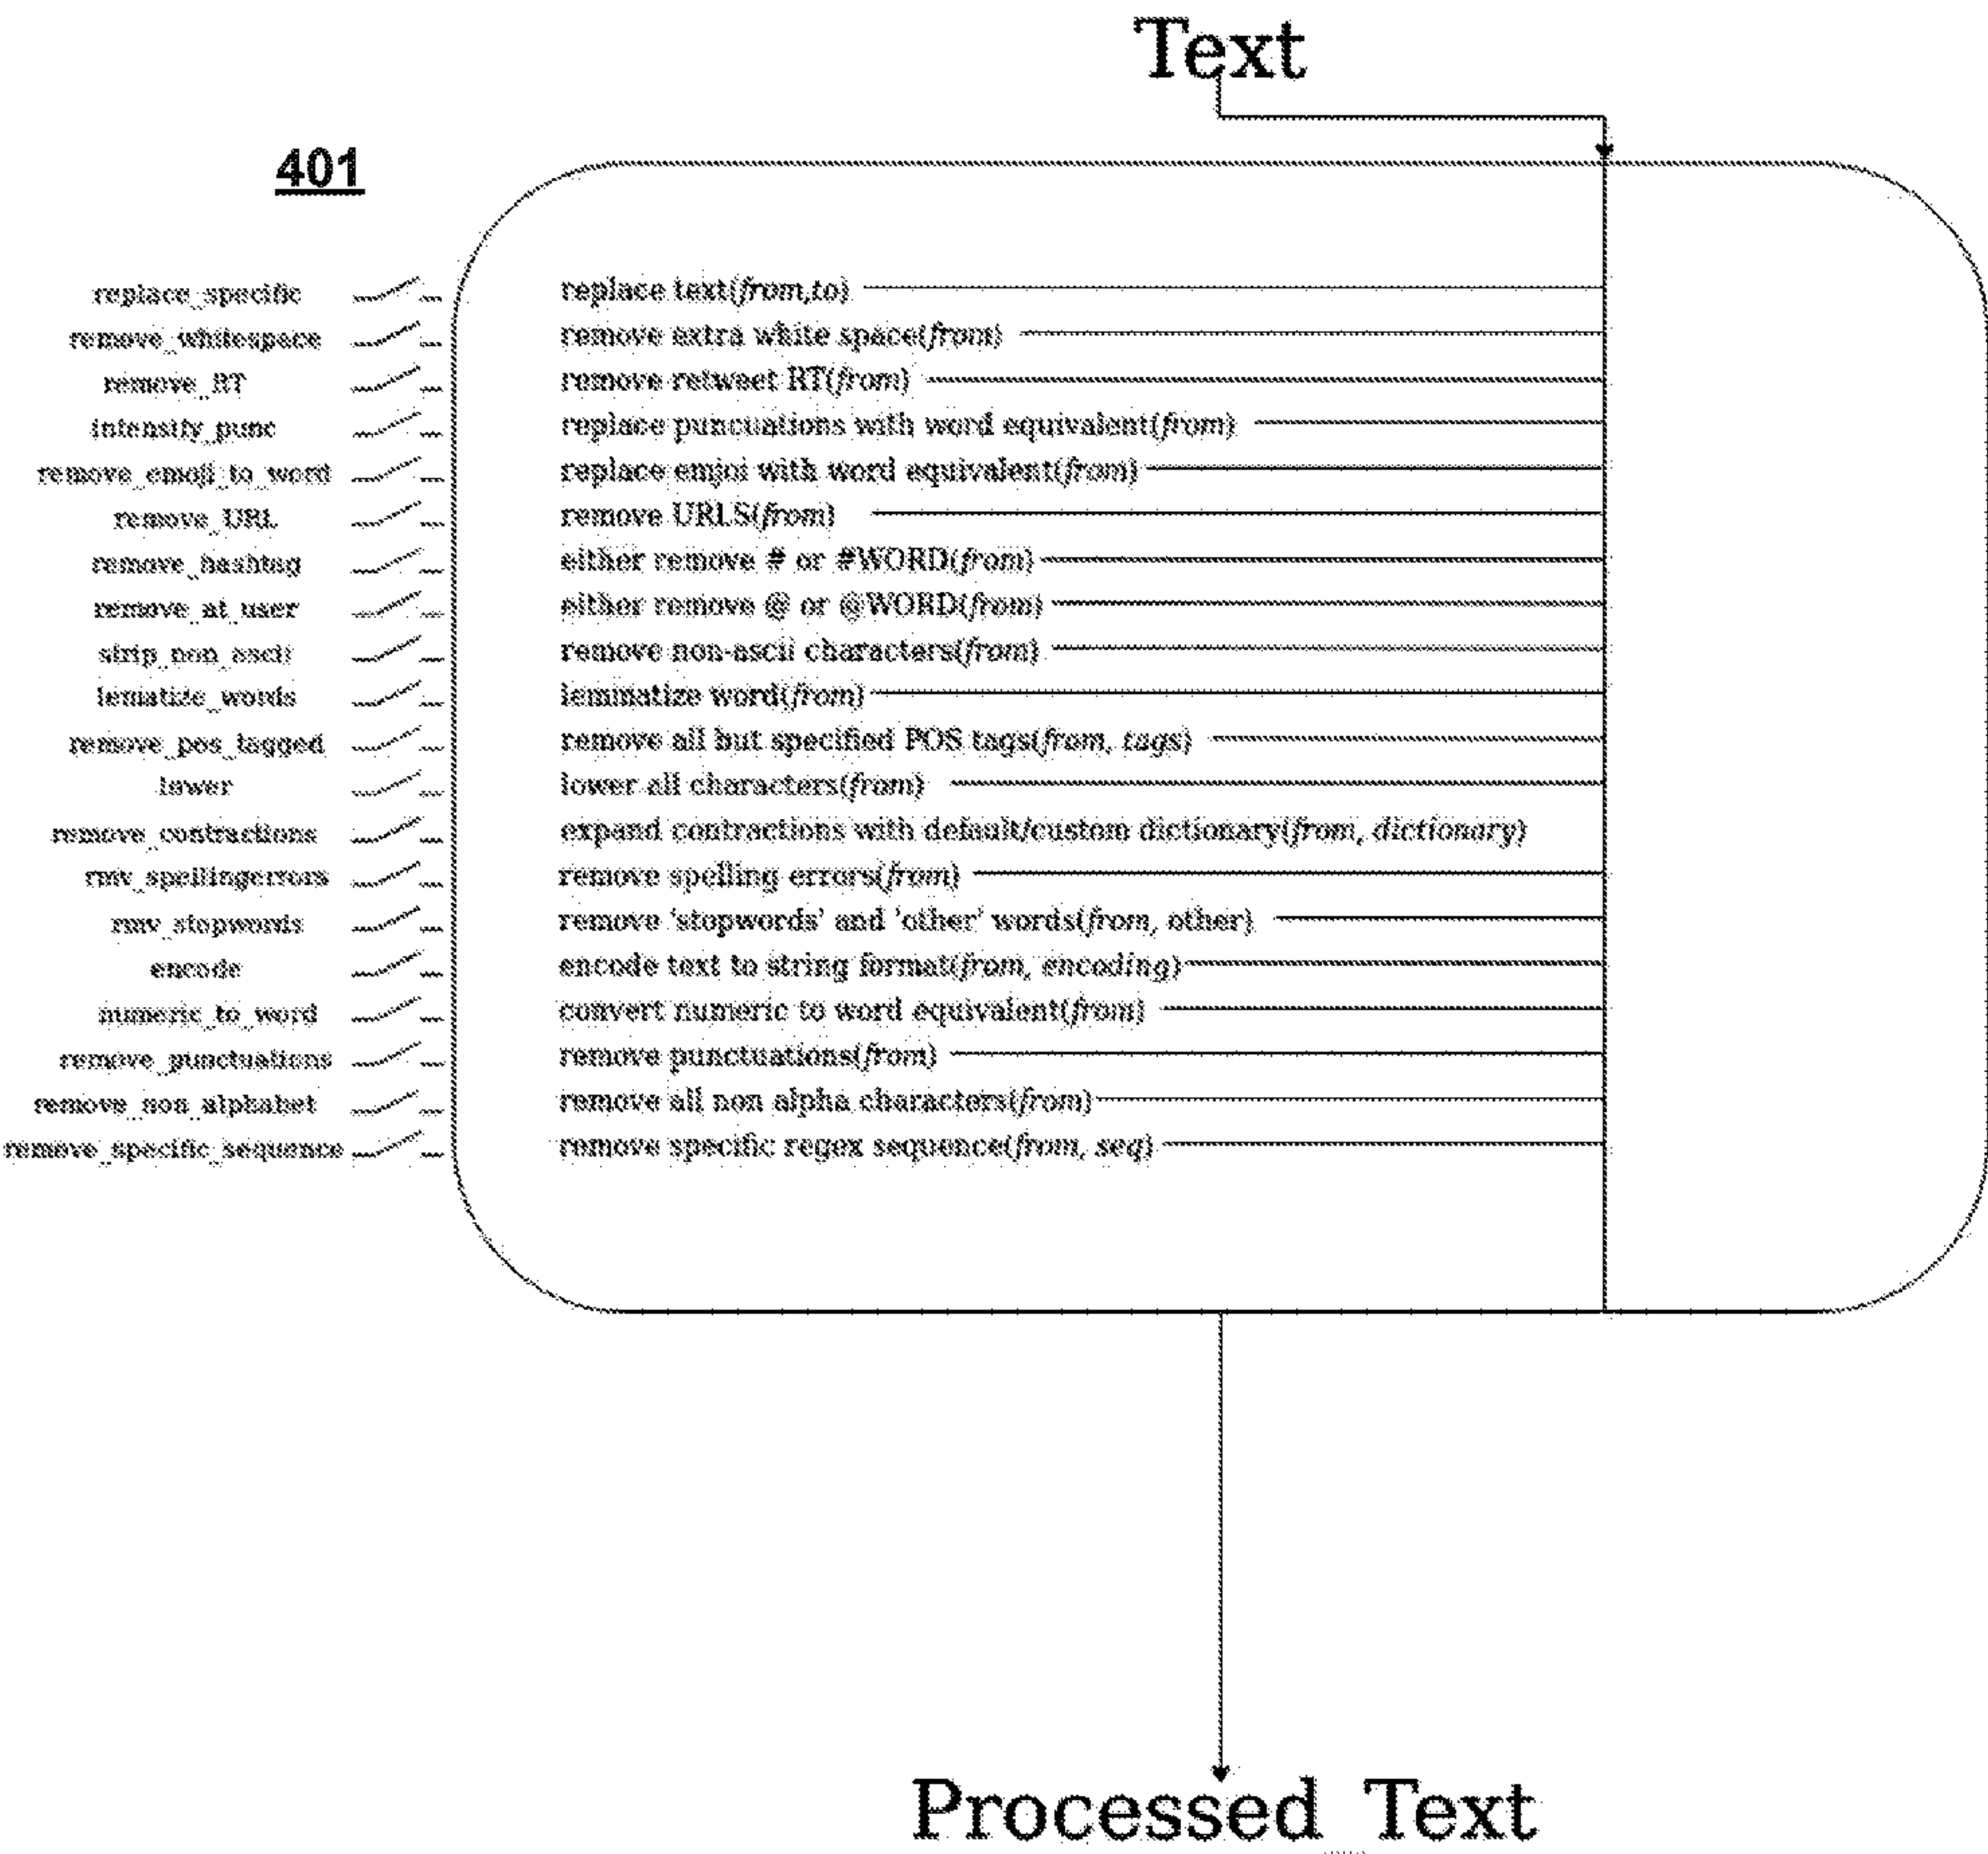 Text
401
replace_specific replace text(from,to)
remove_whitespace remove extra white space(from)
remove_RT remove retweet RT(from)
intensify_punc replace puncuations with word equivalent(from)
remove_emoji_to_word replace emjoi with word equivalent(from)
remove_URL remove URLS(from)
remove_hashtag either remove # or #WORD(from)
remove_at_user either remove @ or @WORD(from)
strip_non_ascii remove non-ascii characters(from)
lematize_words lemmatize word(from)
remove_pos_tagged remove all but specified POS tags(from, tags)
lower lower all characters(from)
remove_contractions expand contractions with default/custom dictionary(from, dictionary)
rmv_spellingerrors remove spelling errors(from)
rmv_stopwords remove 'stopwords' and 'other' words(from, other)
encode encode text to string format(from, encoding)
numeric_to_word convert numeric to word equivalent(from)
remove_punctuations remove punctuations(from)
remove_non_alphabet remove all non alpha characters(from)
remove_specific_sequence remove specific regex sequence(from, seq)
Processed Text